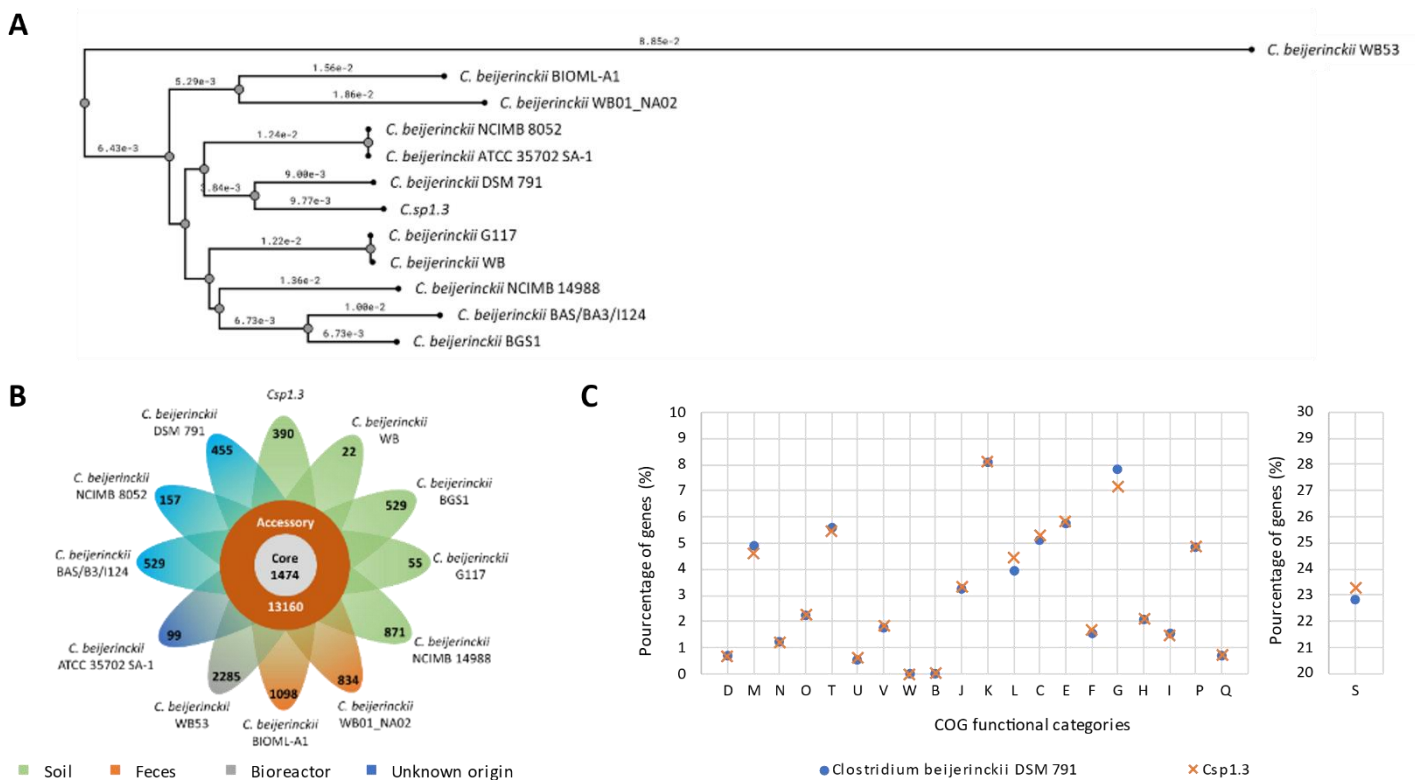 A
8.85e-2
C. beijerinckii WB53
1.56e-2
C. beijerinckii BIOML-A1
5.29e-3
1.86e-2
C. beijerinckii WB01_NA02
C. beijerinckii NCIMB 8052
1.24e-2
C. beijerinckii ATCC 35702 SA-1
6.43e-3
9.00e-3
C. beijerinckii DSM 791
3.84e-3
9.77e-3
C.sp1.3
C. beijerinckii G117
1.22e-2
C. beijerinckii WB
1.36e-2
C. beijerinckii NCIMB 14988
1.00e-2
C. beijerinckii BAS/BA3/I124
6.73e-3
6.73e-3
C. beijerinckii BGS1
B
Csp1.3
390
C. beijerinckii
WB
22
C. beijerinckii
BGS1
529
C. beijerinckii
G117
55
C. beijerinckii
NCIMB 14988
871
C. beijerinckii
WB01_NA02
834
C. beijerinckii
BIOML-A1
1098
C. beijerinckii
WB53
2285
C. beijerinckii
ATCC 35702 SA-1
99
C. beijerinckii
BAS/B3/I124
529
C. beijerinckii
NCIMB 8052
157
C. beijerinckii
DSM 791
455
Accessory
Core
1474
13160
Soil
Feces
Bioreactor
Unknown origin
C
Pourcentage of genes (%)
10
9
8
7
6
5
4
3
2
1
0
D M N O T U V W B J K L C E F G H I P Q
COG functional categories
Pourcentage of genes (%)
30
29
28
27
26
25
24
23
22
21
20
S
Clostridium beijerinckii DSM 791
Csp1.3